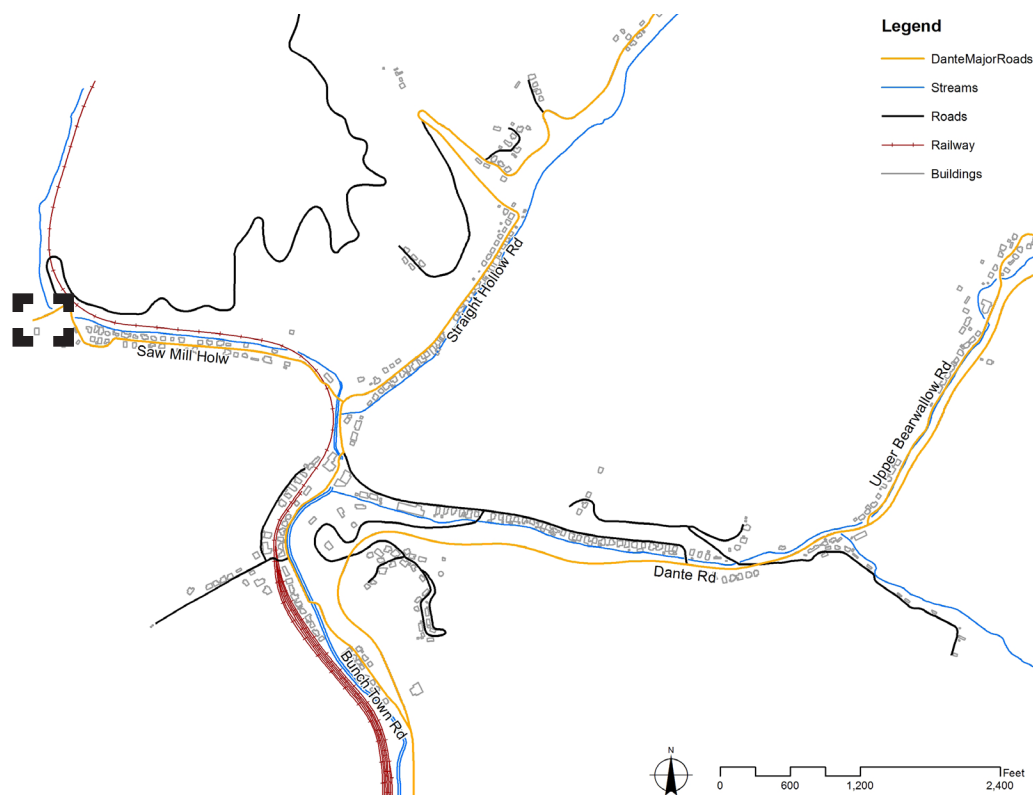 Legend
DanteMajorRoads
Streams
Roads
Railway
Buildings
Straight Hollow Rd
Saw Mill Holw
Upper Bearwallow Rd
Dante Rd
Bunch Town Rd
N
Feet
0 600 1,200 2,400